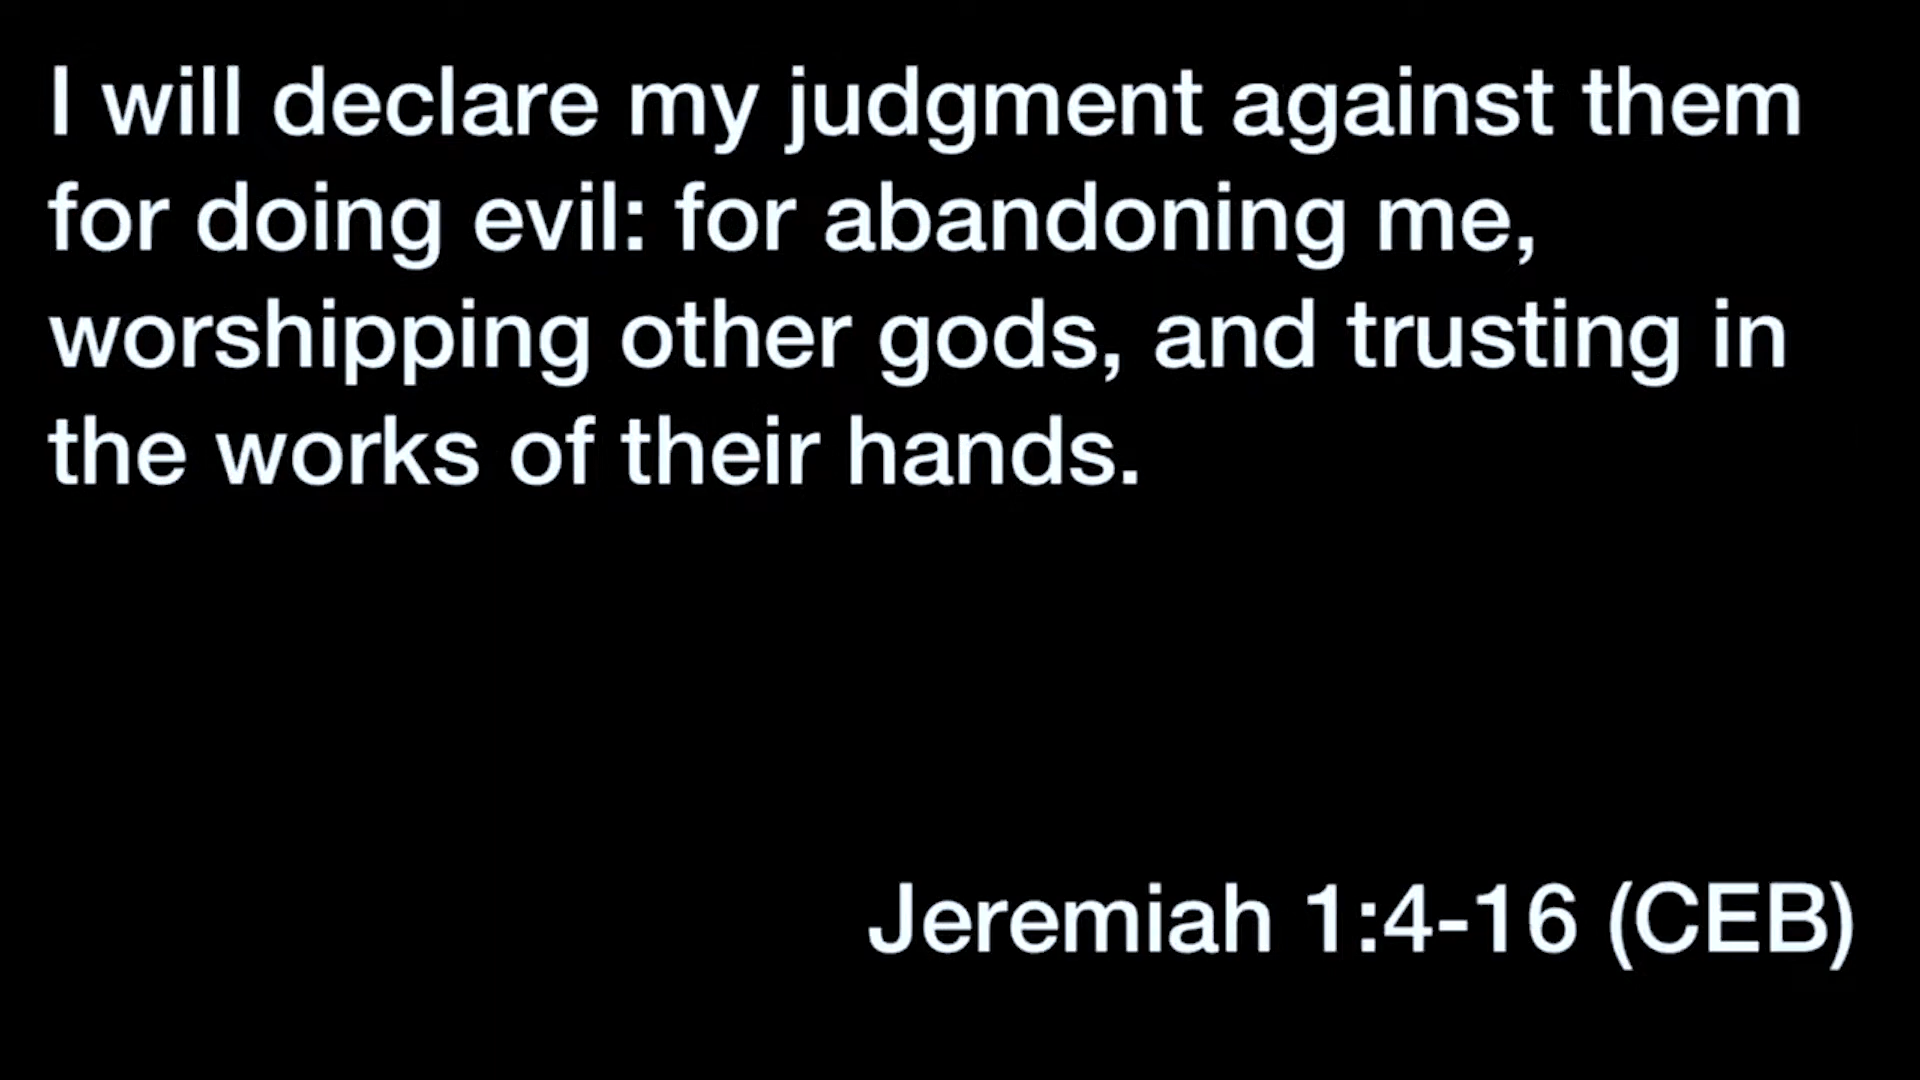 I will declare my judgment against them
for doing evil: for abandoning me,
worshipping other gods, and trusting in
the works of their hands.
Jeremiah 1:4-16 (CEB)